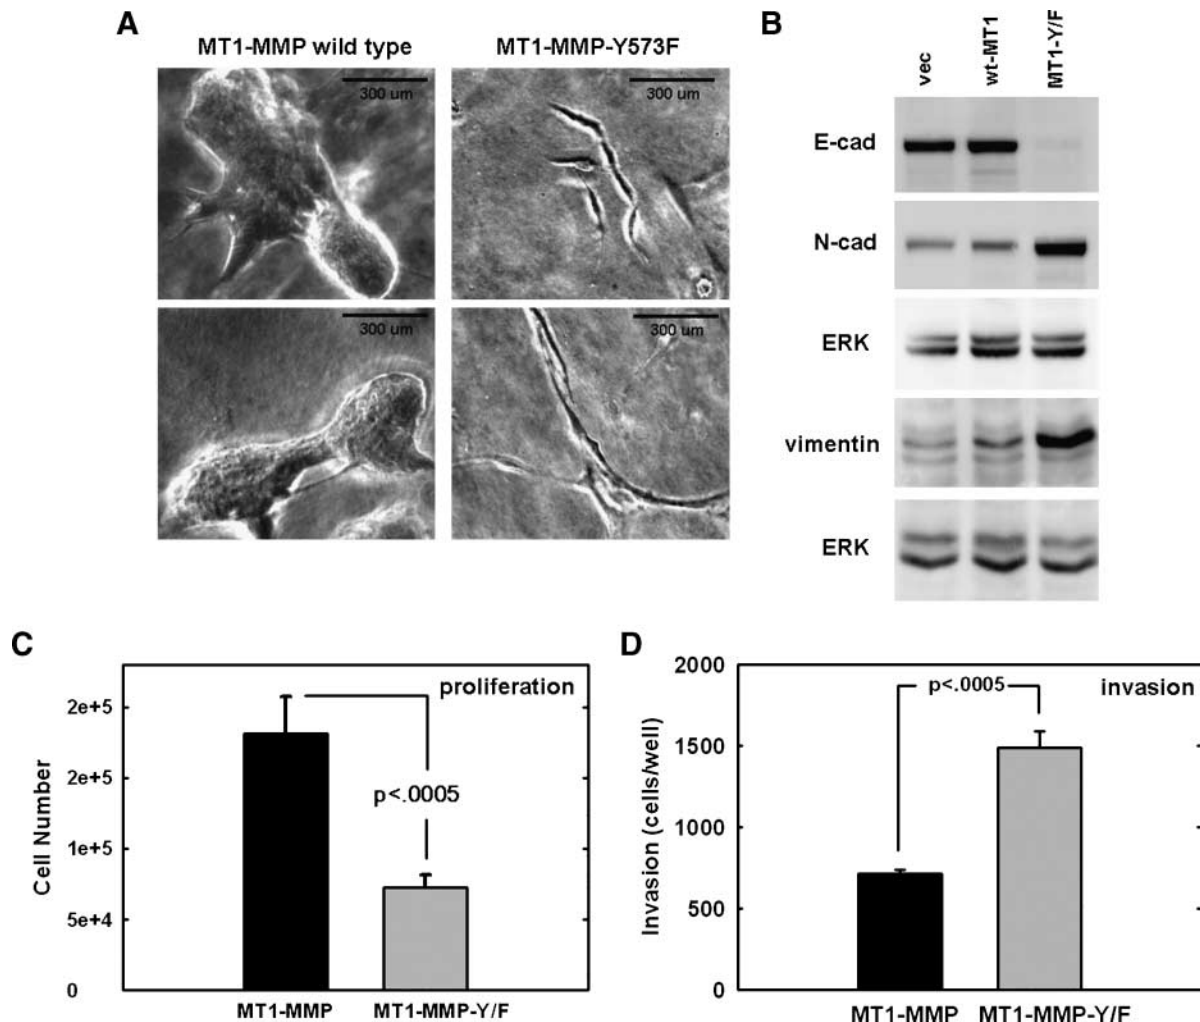 A
MT1-MMP wild type
MT1-MMP-Y573F
300 um
300 um
300 um
300 um
B
vec
wt-MT1
MT1-Y/F
E-cad
N-cad
ERK
vimentin
ERK
C
proliferation
Cell Number
2e+5
2e+5
1e+5
5e+4
0
p<.0005
MT1-MMP
MT1-MMP-Y/F
D
invasion
Invasion (cells/well)
2000
1500
1000
500
0
p<.0005
MT1-MMP
MT1-MMP-Y/F